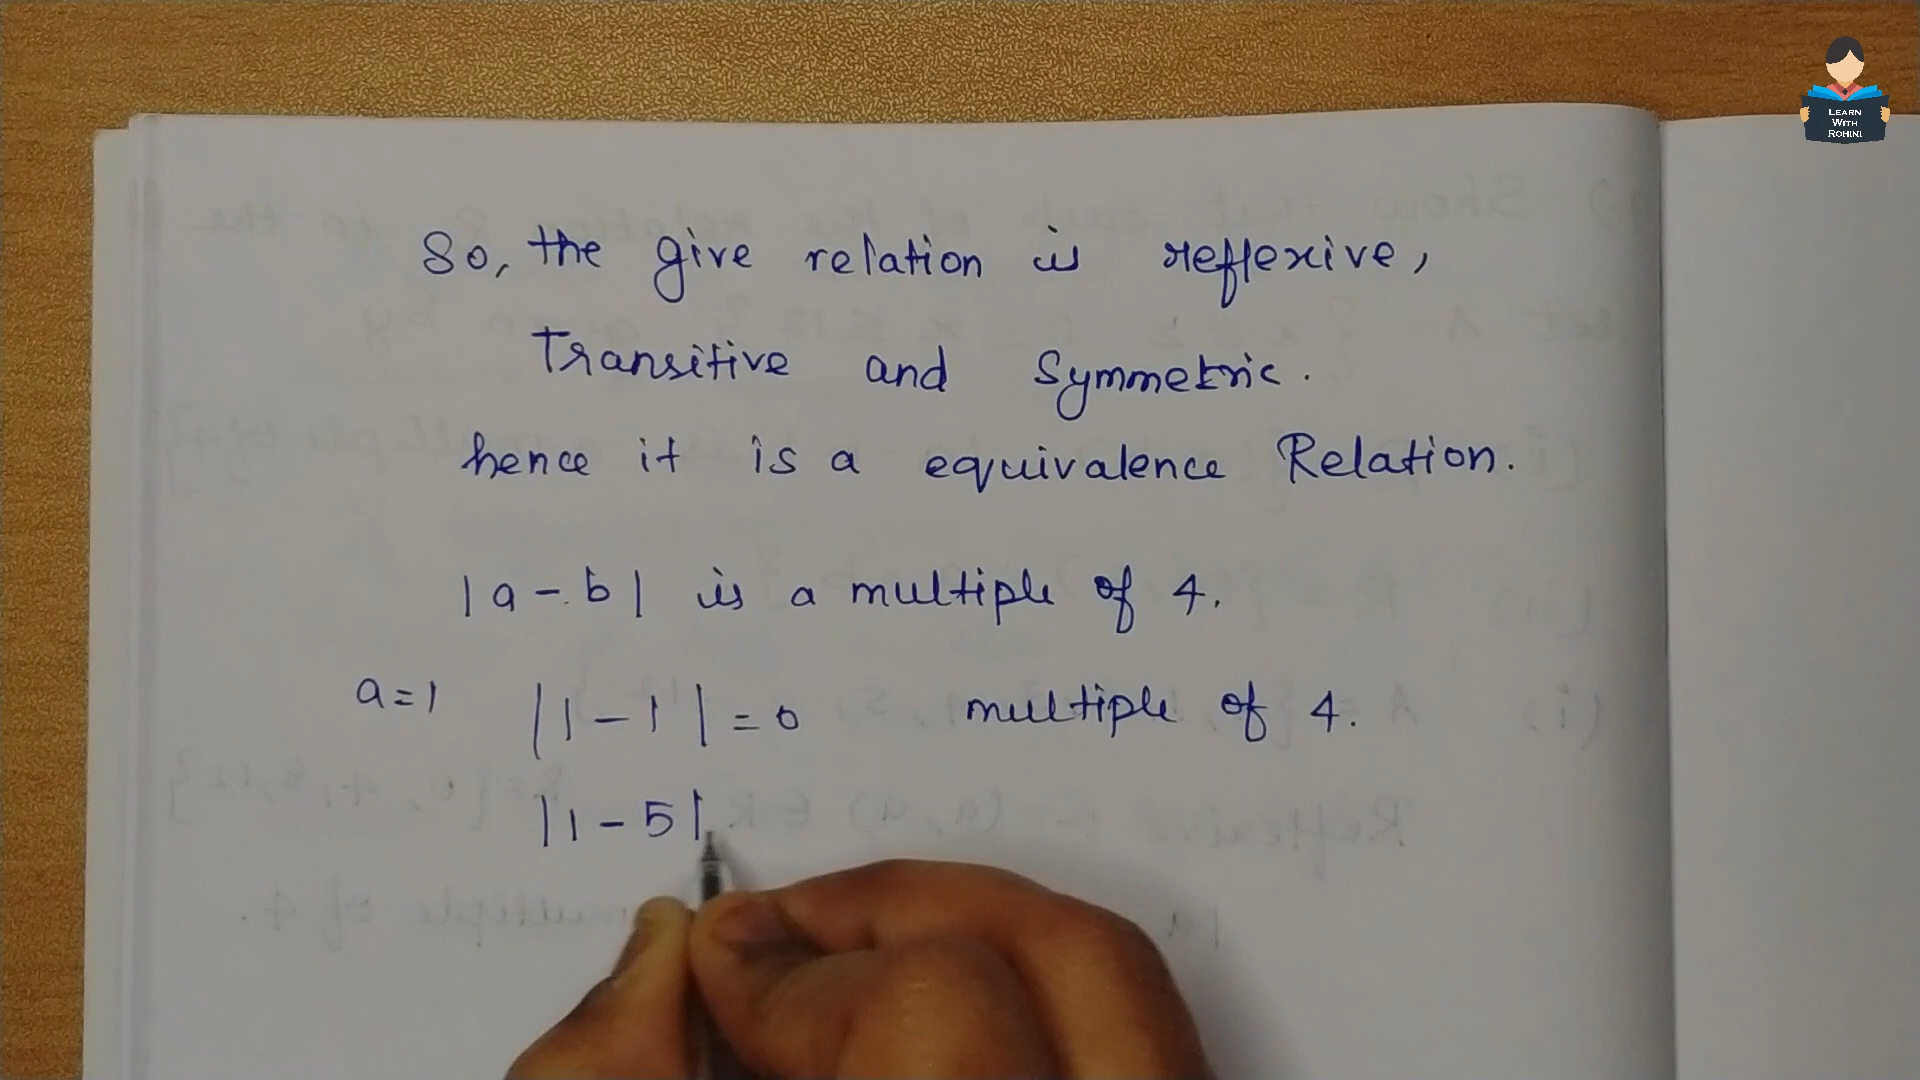 LEARN
WITH
ROHINI
So, the give relation is reflexive,
Transitive and Symmetric.
hence it is a equivalence Relation.
|a - b| is a multiple of 4.
a=1 |1 - 1| = 0 multiple of 4.
|1 - 5|